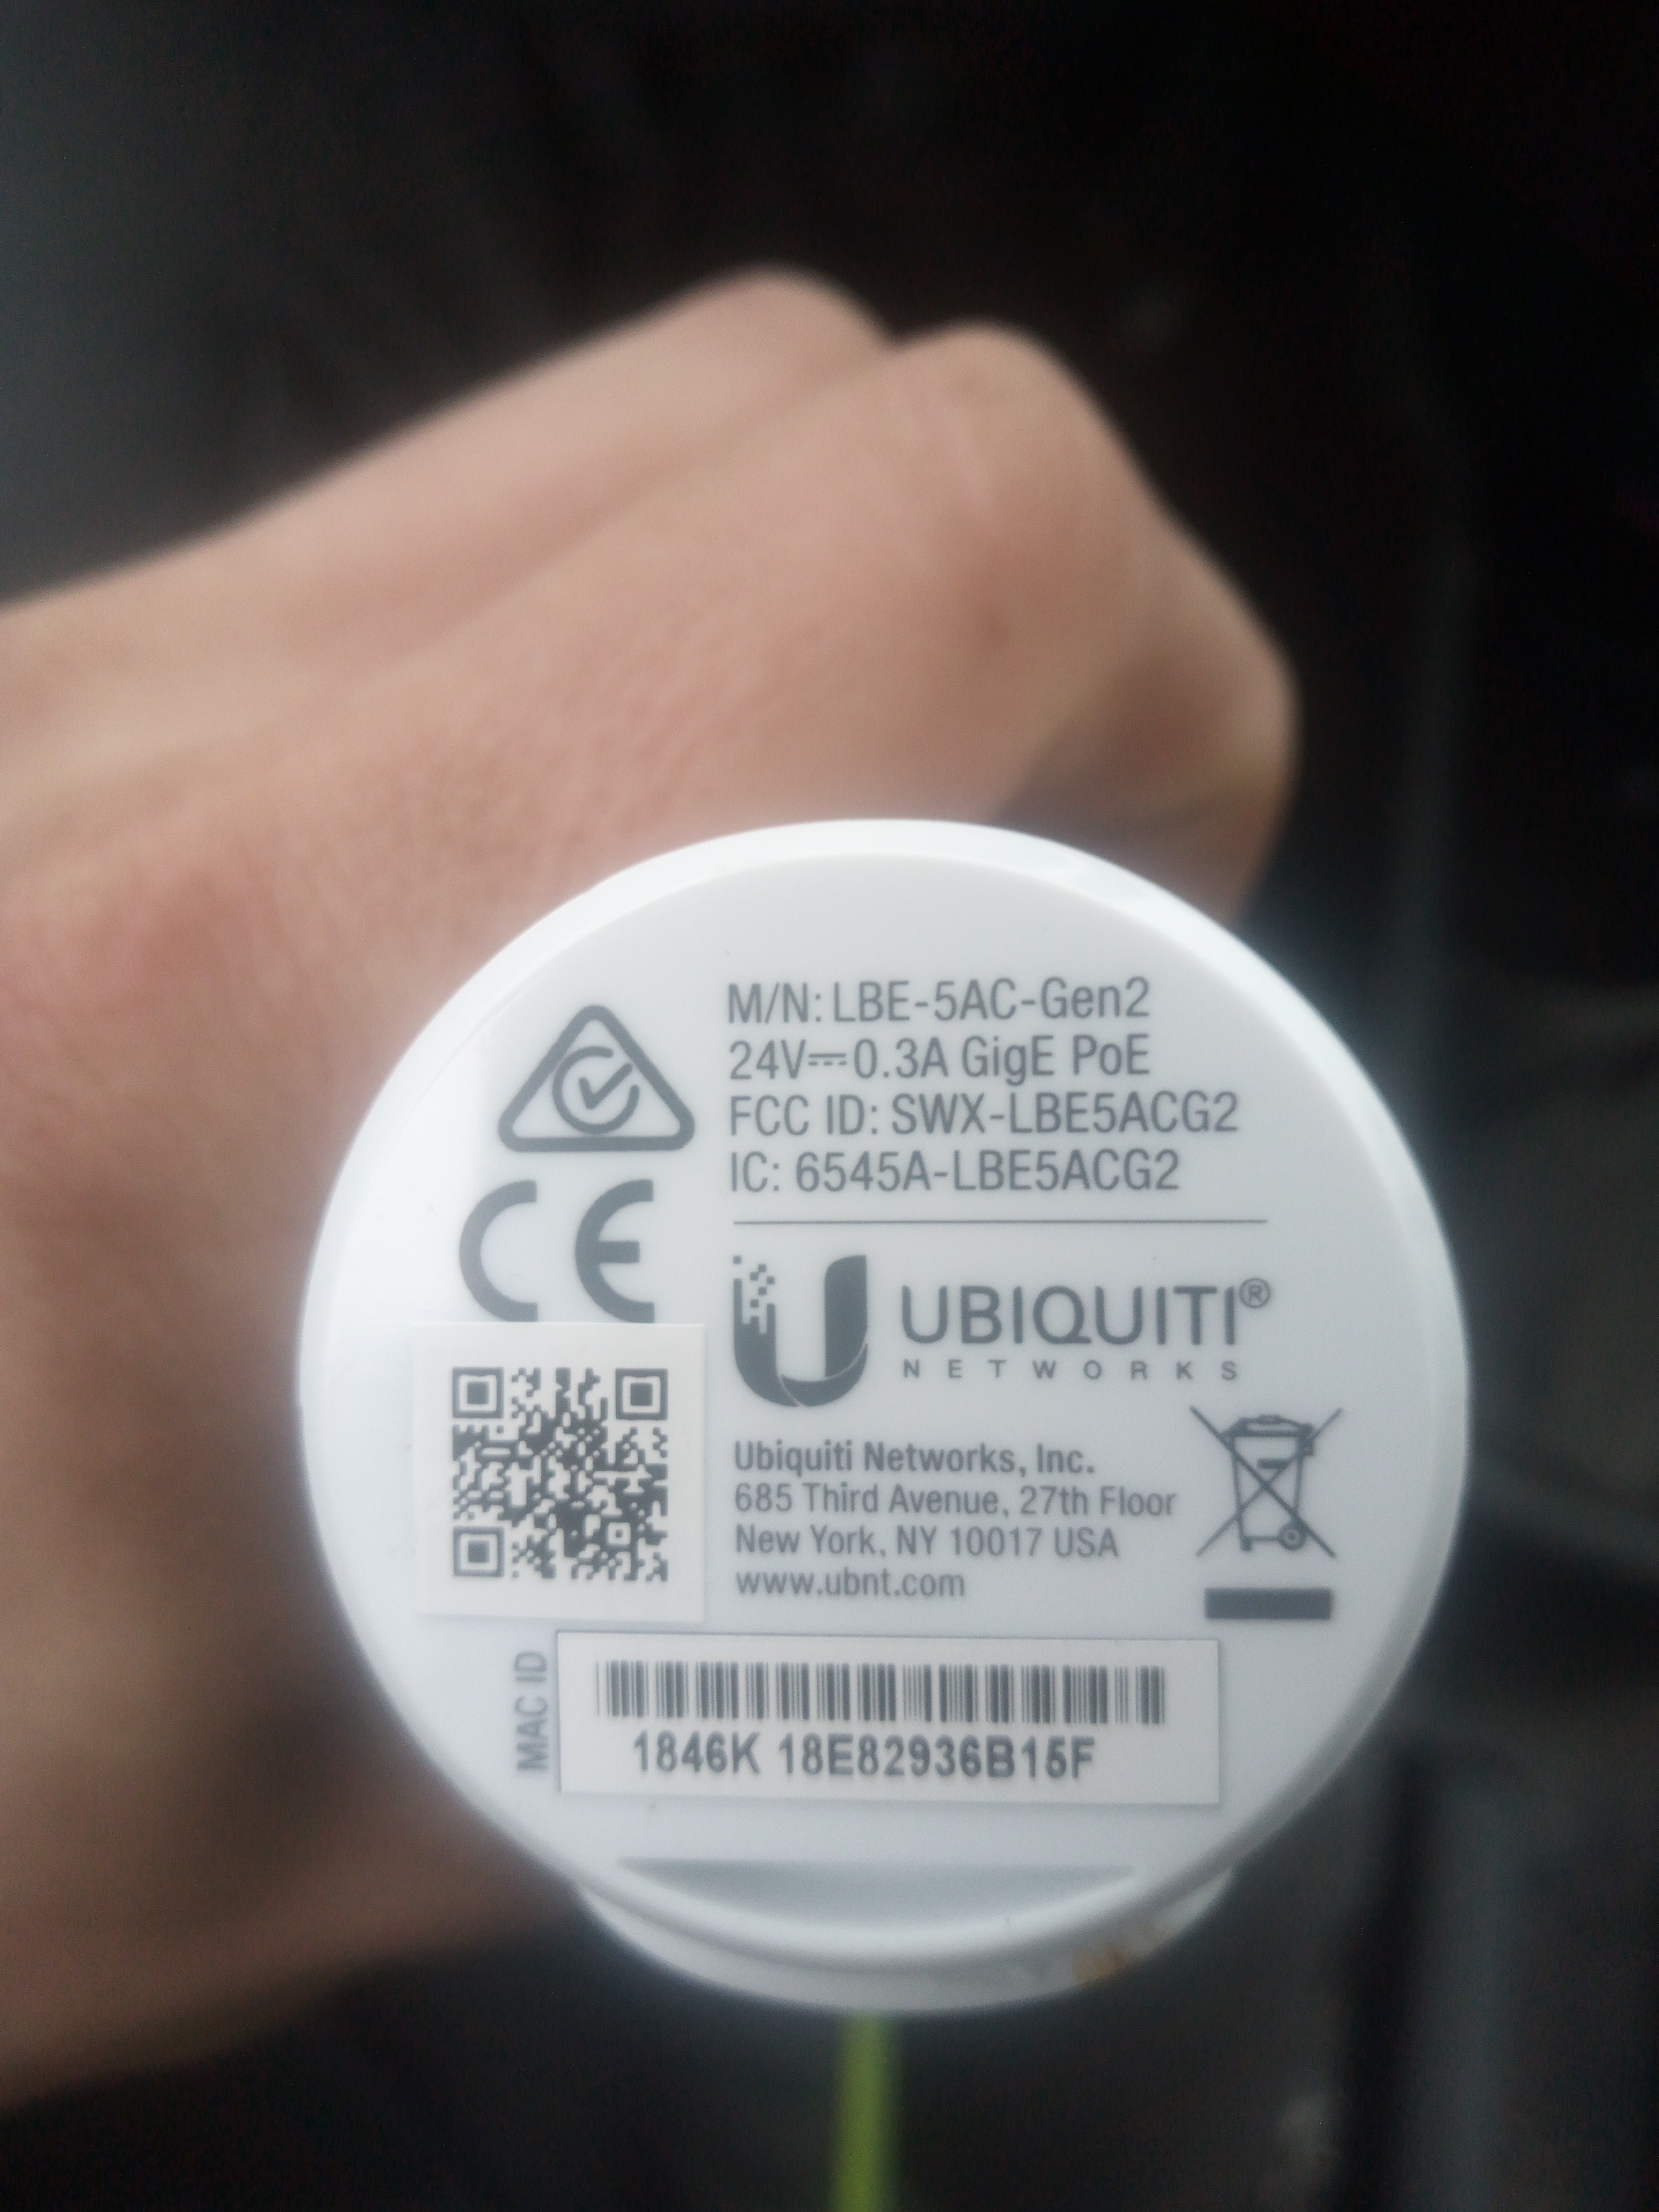 M/N: LBE-5AC-Gen2
24V⎓0.3A GigE PoE
FCC ID: SWX-LBE5ACG2
IC: 6545A-LBE5ACG2
CE
UBIQUITI®
NETWORKS
Ubiquiti Networks, Inc.
685 Third Avenue, 27th Floor
New York, NY 10017 USA
www.ubnt.com
MAC ID
1846K 18E82936B15F